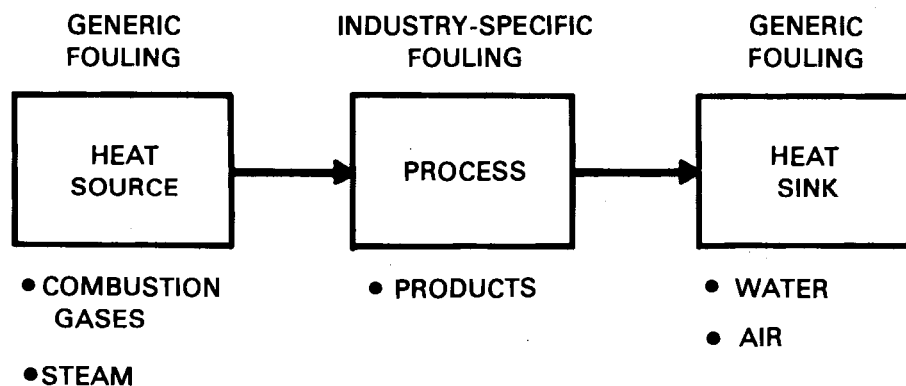 GENERIC
FOULING
INDUSTRY-SPECIFIC
FOULING
GENERIC
FOULING
HEAT
SOURCE
PROCESS
HEAT
SINK
• COMBUSTION
GASES
• STEAM
• PRODUCTS
• WATER
• AIR